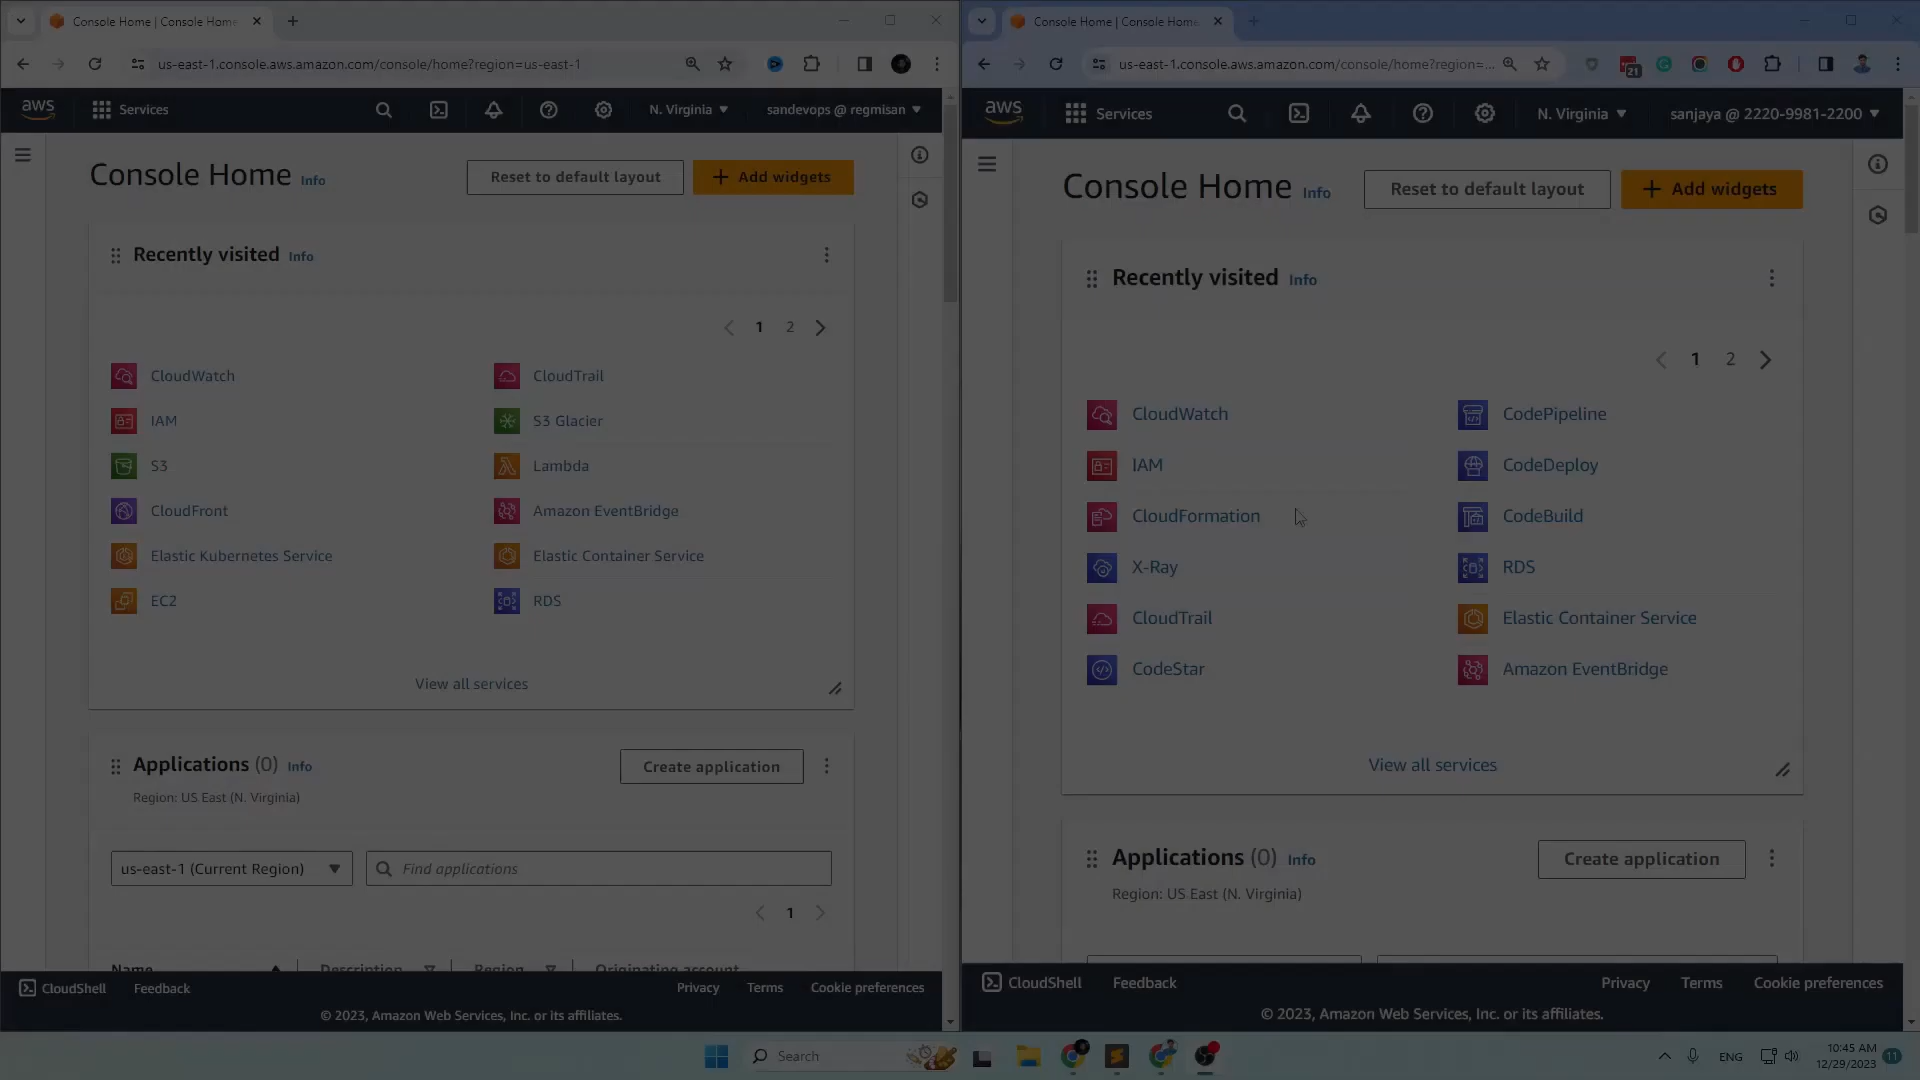 Console Home | Console Home
us-east-1.console.aws.amazon.com/console/home?region=us-east-1
aws
Services
N. Virginia
sandevops @ regmisan
Console Home Info
Reset to default layout
Add widgets
Recently visited Info
1 2
CloudWatch
CloudTrail
IAM
S3 Glacier
S3
Lambda
CloudFront
Amazon EventBridge
Elastic Kubernetes Service
Elastic Container Service
EC2
RDS
View all services
Applications (0) Info
Create application
Region: US East (N. Virginia)
us-east-1 (Current Region)
Find applications
1
Name Description Region Originating account
CloudShell
Feedback
Privacy
Terms
Cookie preferences
© 2023, Amazon Web Services, Inc. or its affiliates.
Console Home | Console Home
us-east-1.console.aws.amazon.com/console/home?region=...
21
aws
Services
N. Virginia
sanjaya @ 2220-9981-2200
Console Home Info
Reset to default layout
Add widgets
Recently visited Info
1 2
CloudWatch
CodePipeline
IAM
CodeDeploy
CloudFormation
CodeBuild
X-Ray
RDS
CloudTrail
Elastic Container Service
CodeStar
Amazon EventBridge
View all services
Applications (0) Info
Create application
Region: US East (N. Virginia)
CloudShell
Feedback
Privacy
Terms
Cookie preferences
© 2023, Amazon Web Services, Inc. or its affiliates.
Search
ENG
10:45 AM
12/29/2023
11